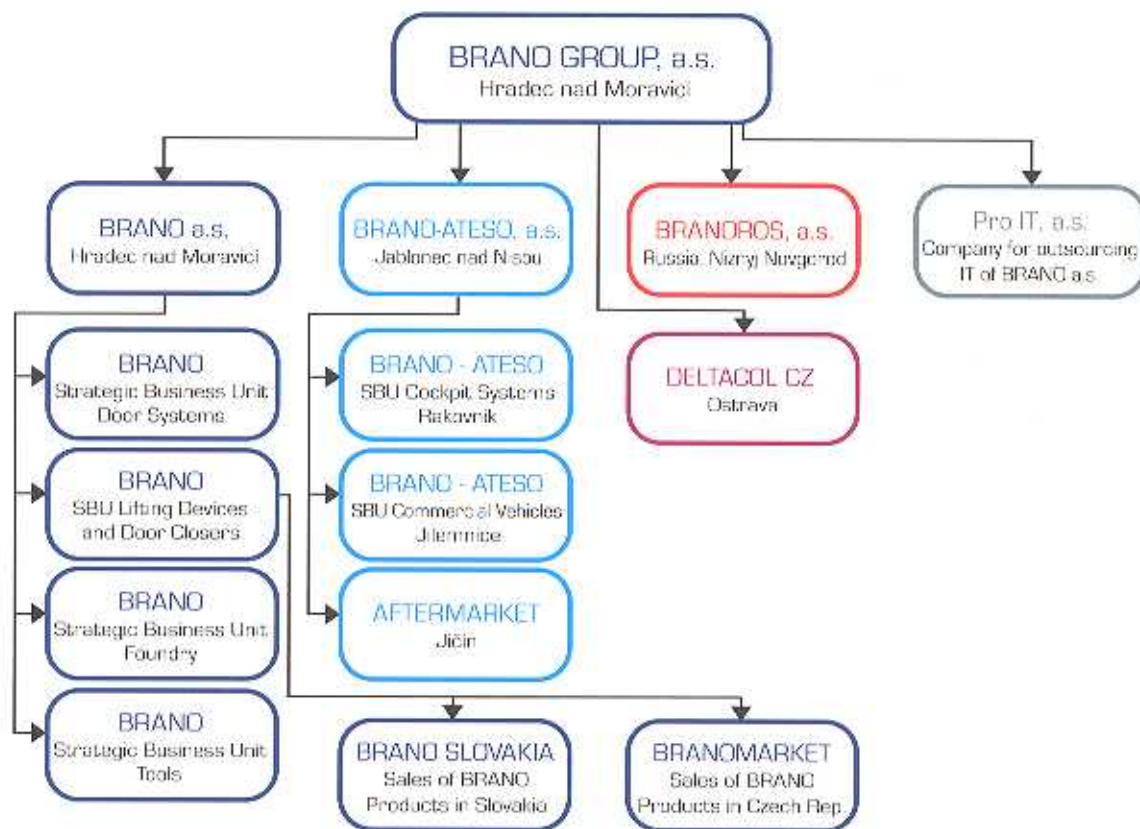 BRANO GROUP, a.s.
Hradec nad Moravicí
BRANO a.s,
Hradec nad Moravicí
BRANO-ATESO, a.s.
Jablonec nad Nisou
BRANOROS, a.s.
Russia, Niznyj Novgorod
Pro IT, a.s.
Company for outsourcing
IT of BRANO a.s
BRANO
Strategic Business Unit
Door Systems
BRANO
SBU Lifting Devices
and Door Closers
BRANO
Strategic Business Unit
Foundry
BRANO
Strategic Business Unit
Tools
BRANO - ATESO
SBU Cockpit Systems
Rakovník
BRANO - ATESO
SBU Commercial Vehicles
Jilemnice
AFTERMARKET
Jičín
DELTACOL CZ
Ostrava
BRANO SLOVAKIA
Sales of BRANO
Products in Slovakia
BRANOMARKET
Sales of BRANO
Products in Czech Rep.